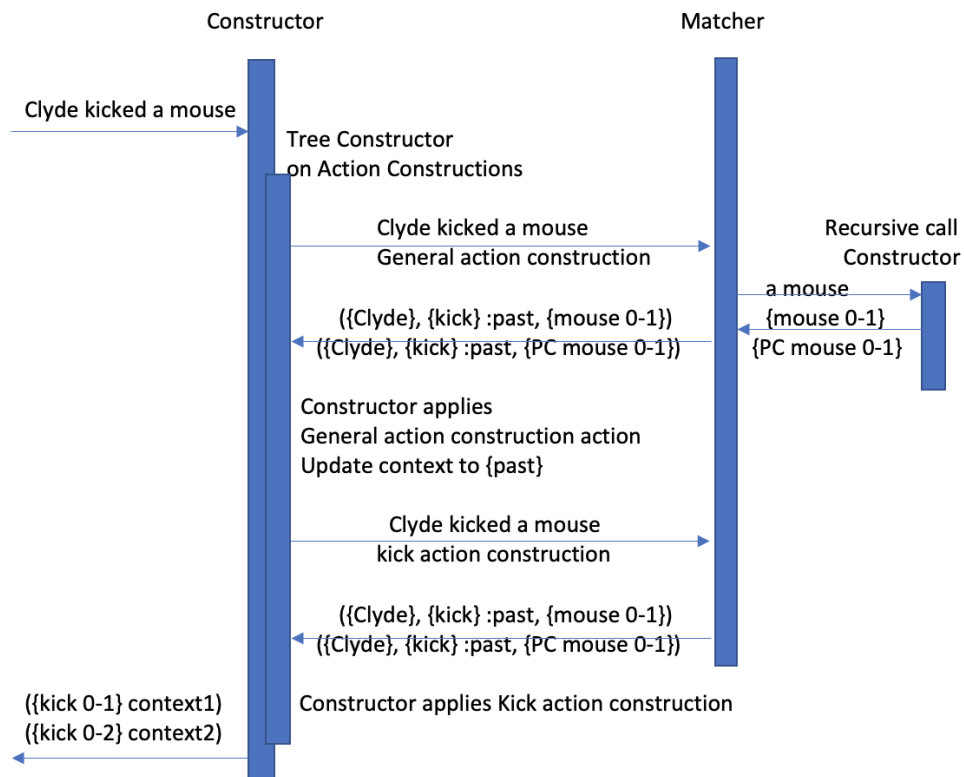 Constructor
Matcher
Clyde kicked a mouse
Tree Constructor
on Action Constructions
Clyde kicked a mouse
General action construction
Recursive call
Constructor
a mouse
{mouse 0-1}
{PC mouse 0-1}
({Clyde}, {kick} :past, {mouse 0-1})
({Clyde}, {kick} :past, {PC mouse 0-1})
Constructor applies
General action construction action
Update context to {past}
Clyde kicked a mouse
kick action construction
({Clyde}, {kick} :past, {mouse 0-1})
({Clyde}, {kick} :past, {PC mouse 0-1})
({kick 0-1} context1)
({kick 0-2} context2)
Constructor applies Kick action construction